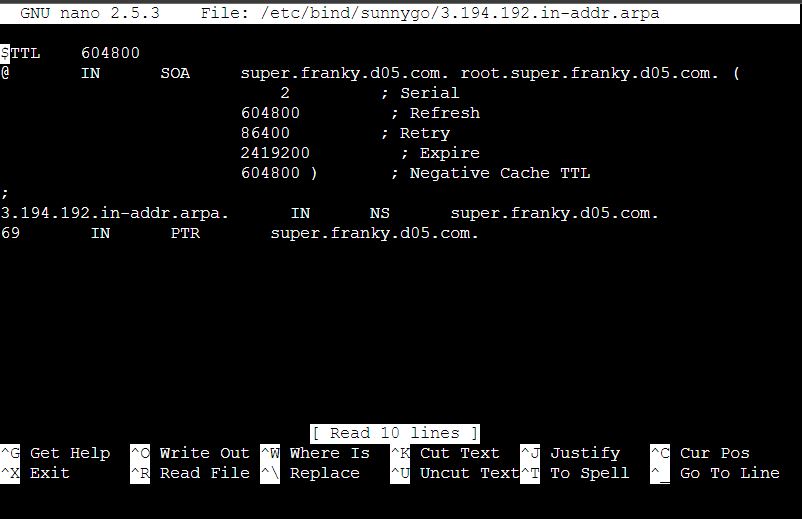 GNU nano 2.5.3    File: /etc/bind/sunnygo/3.194.192.in-addr.arpa
$TTL    604800
@       IN      SOA     super.franky.d05.com. root.super.franky.d05.com. (
                            2         ; Serial
                        604800         ; Refresh
                        86400         ; Retry
                        2419200         ; Expire
                        604800 )       ; Negative Cache TTL
;
3.194.192.in-addr.arpa.      IN      NS      super.franky.d05.com.
69       IN      PTR       super.franky.d05.com.
[ Read 10 lines ]
^G Get Help  ^O Write Out ^W Where Is  ^K Cut Text  ^J Justify   ^C Cur Pos
^X Exit      ^R Read File ^\ Replace   ^U Uncut Text^T To Spell  ^_ Go To Line